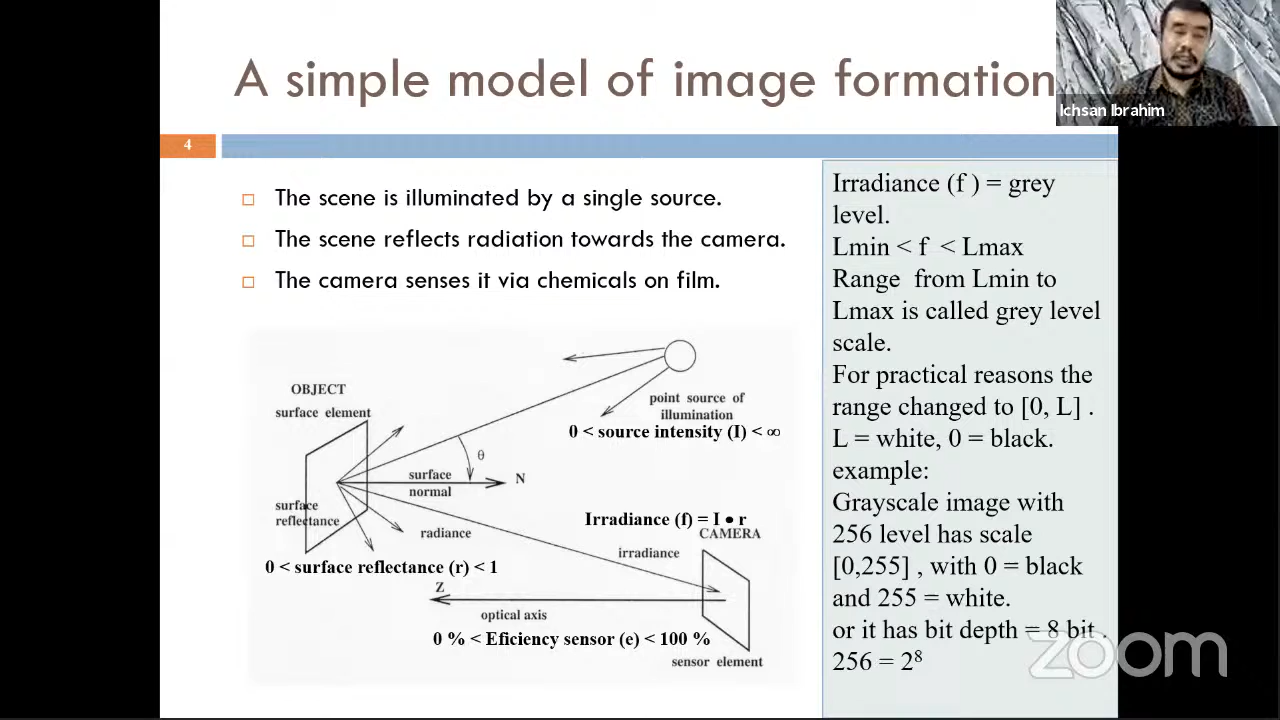 A simple model of image formation
Ichsan Ibrahim
4
□ The scene is illuminated by a single source.
□ The scene reflects radiation towards the camera.
□ The camera senses it via chemicals on film.
OBJECT
surface element
point source of
illumination
0 < source intensity (I) < ∞
θ
surface
normal
N
surface
reflectance
radiance
Irradiance (f) = I • r
CAMERA
irradiance
0 < surface reflectance (r) < 1
Z
optical axis
0 % < Eficiency sensor (e) < 100 %
sensor element
Irradiance (f ) = grey
level.
Lmin < f < Lmax
Range from Lmin to
Lmax is called grey level
scale.
For practical reasons the
range changed to [0, L] .
L = white, 0 = black.
example:
Grayscale image with
256 level has scale
[0,255] , with 0 = black
and 255 = white.
or it has bit depth = 8 bit .
256 = 2⁸
zoom